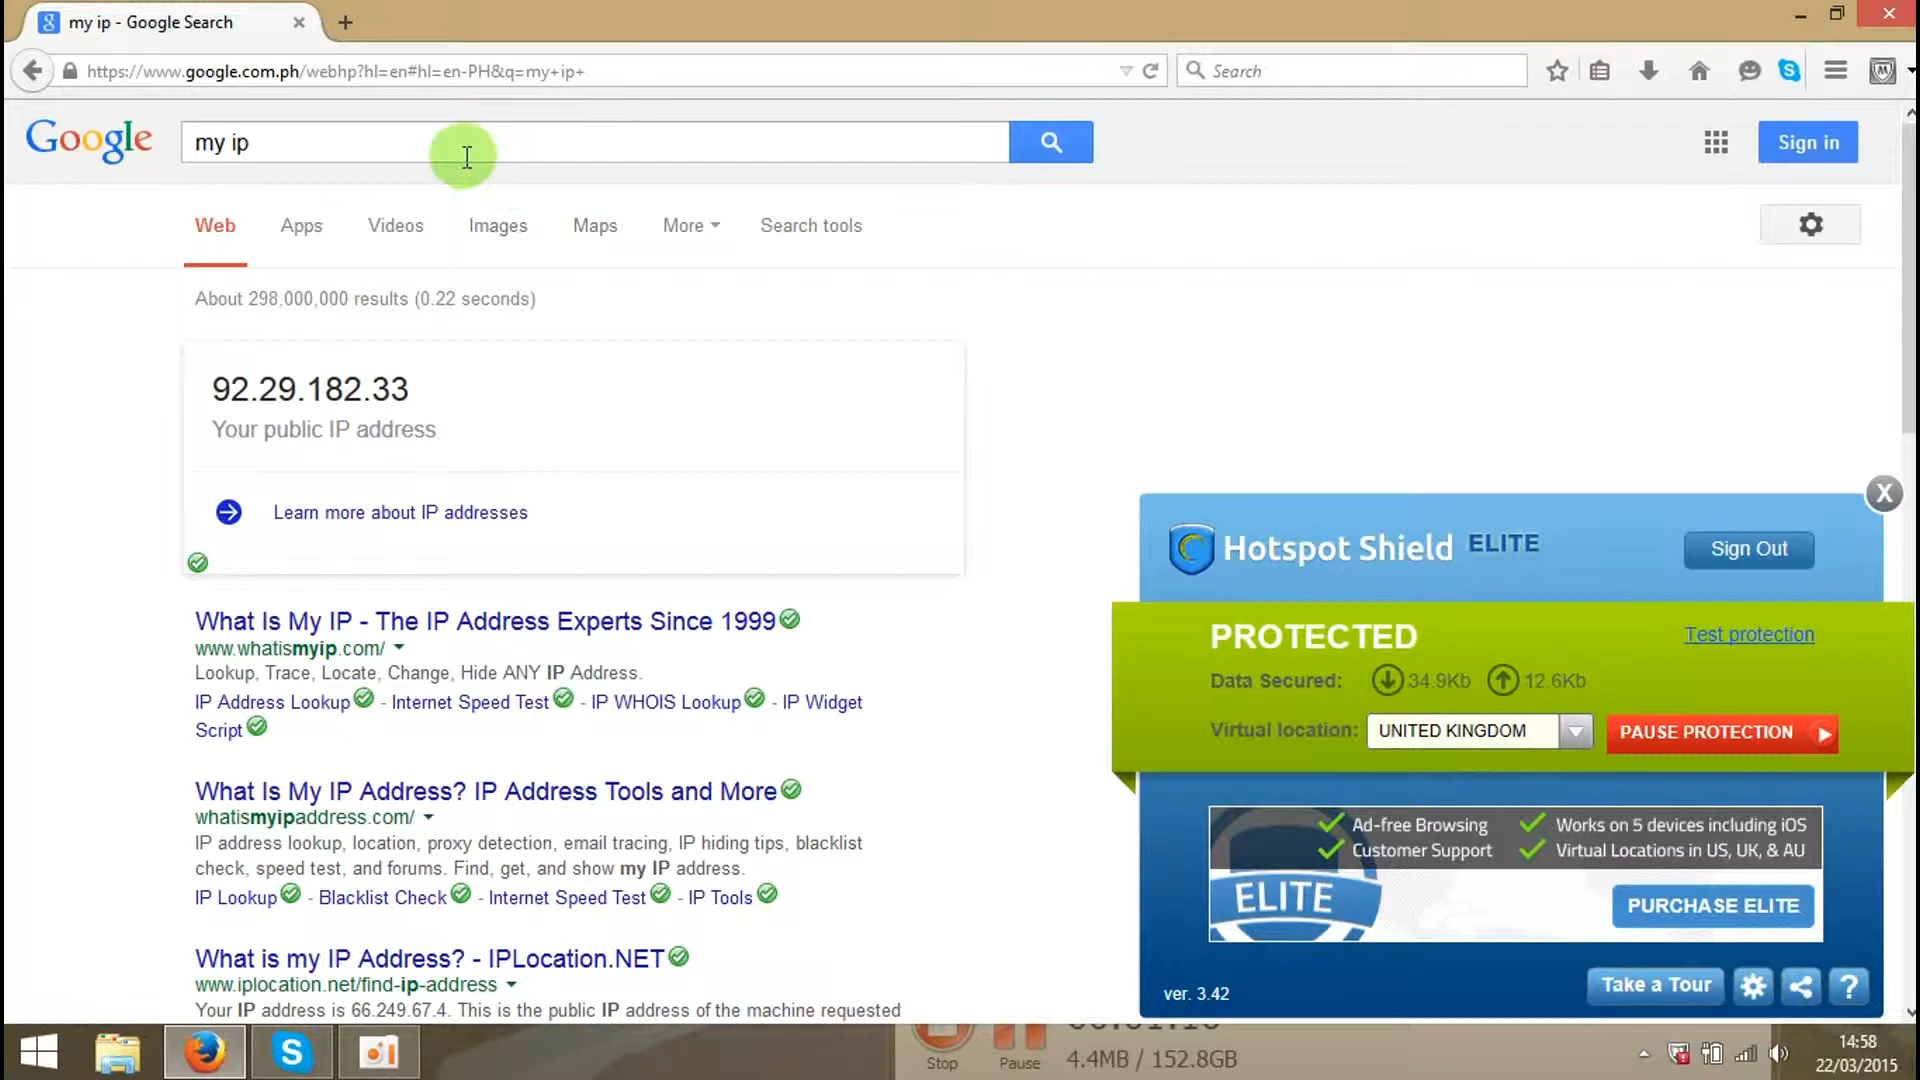 my ip - Google Search
https://www.google.com.ph/webhp?hl=en#hl=en-PH&q=my+ip+
Search
Google
my ip
Sign in
Web
Apps
Videos
Images
Maps
More
Search tools
About 298,000,000 results (0.22 seconds)
92.29.182.33
Your public IP address
Learn more about IP addresses
What Is My IP - The IP Address Experts Since 1999
www.whatismyip.com/
Lookup, Trace, Locate, Change, Hide ANY IP Address.
IP Address Lookup - Internet Speed Test - IP WHOIS Lookup - IP Widget
Script
What Is My IP Address? IP Address Tools and More
whatismyipaddress.com/
IP address lookup, location, proxy detection, email tracing, IP hiding tips, blacklist
check, speed test, and forums. Find, get, and show my IP address.
IP Lookup - Blacklist Check - Internet Speed Test - IP Tools
What is my IP Address? - IPLocation.NET
www.iplocation.net/find-ip-address
Your IP address is 66.249.67.4. This is the public IP address of the machine requested
X
Hotspot Shield ELITE
Sign Out
PROTECTED
Test protection
Data Secured: 34.9Kb 12.6Kb
Virtual location: UNITED KINGDOM
PAUSE PROTECTION
Ad-free Browsing
Works on 5 devices including iOS
Customer Support
Virtual Locations in US, UK, & AU
ELITE
PURCHASE ELITE
ver. 3.42
Take a Tour
?
Stop
Pause
4.4MB / 152.8GB
14:58
22/03/2015